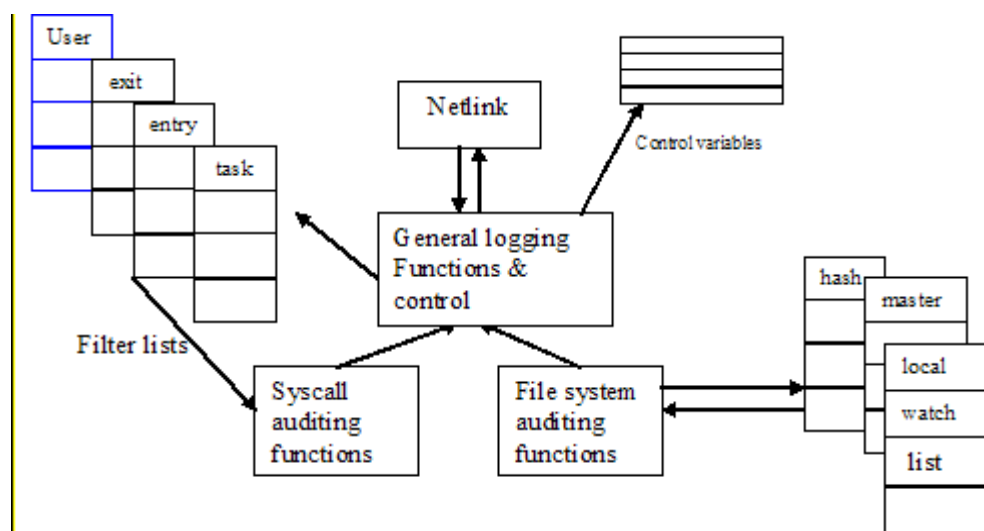 User
exit
entry
task
Netlink
Control variables
General logging
Functions &
control
hash
master
local
watch
list
Filter lists
Syscall
auditing
functions
File system
auditing
functions